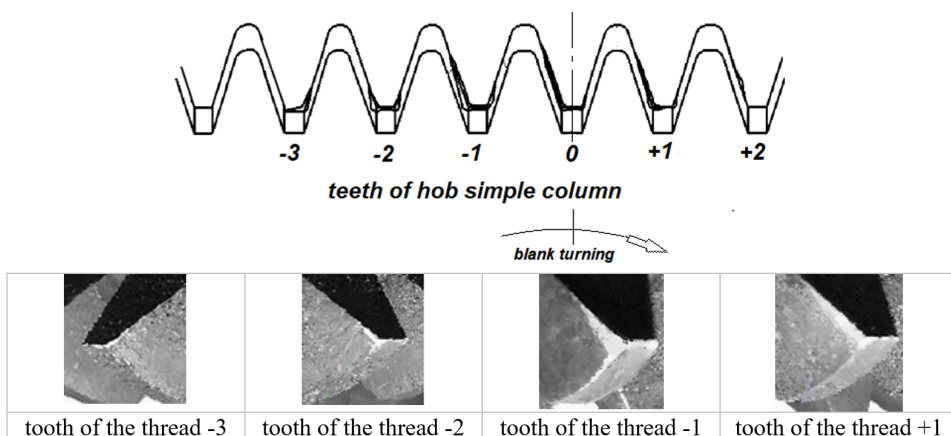 -3 -2 -1 0 +1 +2
teeth of hob simple column
blank turning
tooth of the thread -3
tooth of the thread -2
tooth of the thread -1
tooth of the thread +1